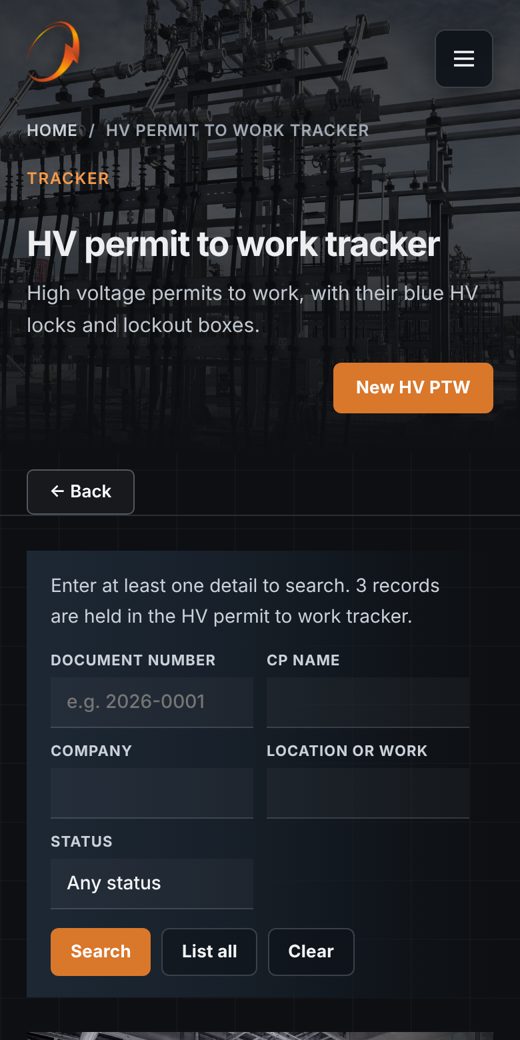 HOME / HV PERMIT TO WORK TRACKER
TRACKER
HV permit to work tracker
High voltage permits to work, with their blue HV
locks and lockout boxes.
New HV PTW
← Back
Enter at least one detail to search. 3 records
are held in the HV permit to work tracker.
DOCUMENT NUMBER
CP NAME
e.g. 2026-0001
COMPANY
LOCATION OR WORK
STATUS
Any status
Search
List all
Clear